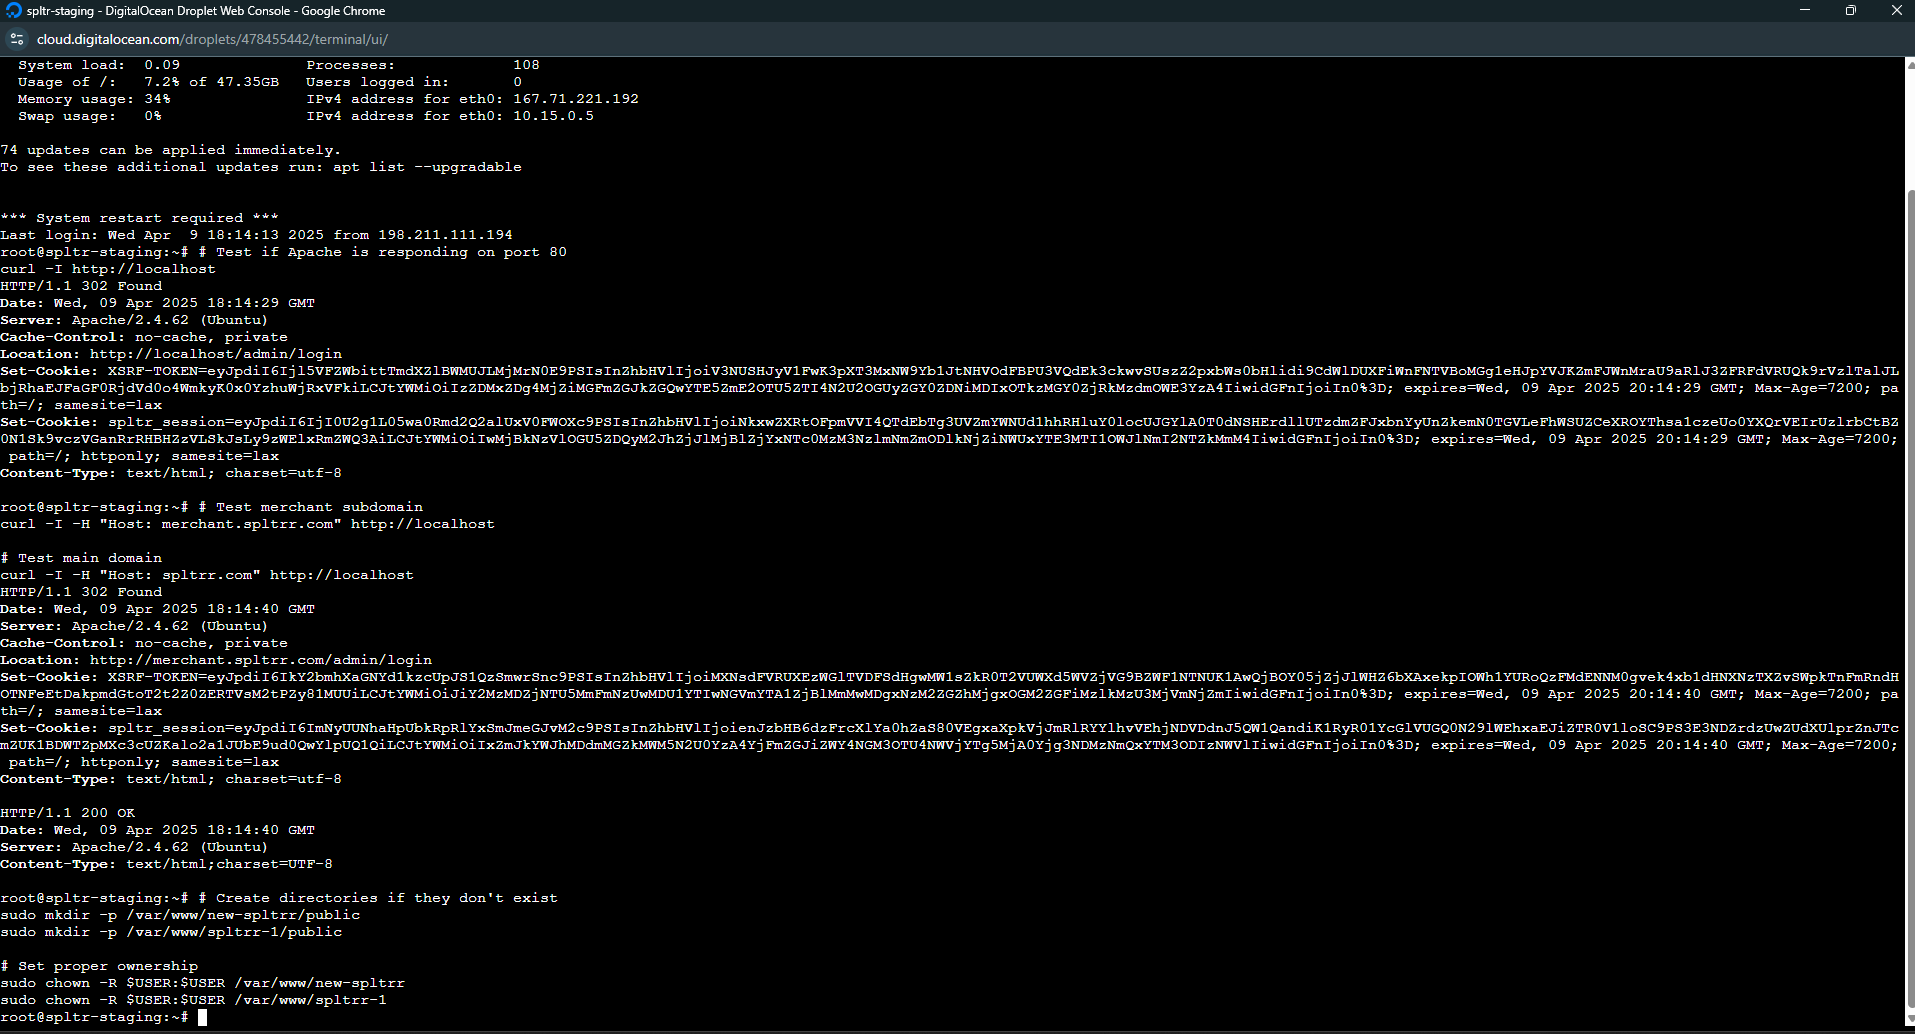 spltr-staging - DigitalOcean Droplet Web Console - Google Chrome
cloud.digitalocean.com/droplets/478455442/terminal/ui/
System load: 0.09 Processes: 108
Usage of /: 7.2% of 47.35GB Users logged in: 0
Memory usage: 34% IPv4 address for eth0: 167.71.221.192
Swap usage: 0% IPv4 address for eth0: 10.15.0.5
74 updates can be applied immediately.
To see these additional updates run: apt list --upgradable
*** System restart required ***
Last login: Wed Apr 9 18:14:13 2025 from 198.211.111.194
root@spltr-staging:~# # Test if Apache is responding on port 80
curl -I http://localhost
HTTP/1.1 302 Found
Date: Wed, 09 Apr 2025 18:14:29 GMT
Server: Apache/2.4.62 (Ubuntu)
Cache-Control: no-cache, private
Location: http://localhost/admin/login
Set-Cookie:
expires=Wed, 09 Apr 2025 20:14:29 GMT; Max-Age=7200; pa
th=/; samesite=lax
Set-Cookie:
expires=Wed, 09 Apr 2025 20:14:29 GMT; Max-Age=7200;
path=/; httponly; samesite=lax
Content-Type: text/html; charset=utf-8
root@spltr-staging:~# # Test merchant subdomain
curl -I -H "Host: merchant.spltrr.com" http://localhost
# Test main domain
curl -I -H "Host: spltrr.com" http://localhost
HTTP/1.1 302 Found
Date: Wed, 09 Apr 2025 18:14:40 GMT
Server: Apache/2.4.62 (Ubuntu)
Cache-Control: no-cache, private
Location: http://merchant.spltrr.com/admin/login
Set-Cookie:
expires=Wed, 09 Apr 2025 20:14:40 GMT; Max-Age=7200; pa
th=/; samesite=lax
Set-Cookie:
expires=Wed, 09 Apr 2025 20:14:40 GMT; Max-Age=7200;
path=/; httponly; samesite=lax
Content-Type: text/html; charset=utf-8
HTTP/1.1 200 OK
Date: Wed, 09 Apr 2025 18:14:40 GMT
Server: Apache/2.4.62 (Ubuntu)
Content-Type: text/html;charset=UTF-8
root@spltr-staging:~# # Create directories if they don't exist
sudo mkdir -p /var/www/new-spltrr/public
sudo mkdir -p /var/www/spltrr-1/public
# Set proper ownership
sudo chown -R $USER:$USER /var/www/new-spltrr
sudo chown -R $USER:$USER /var/www/spltrr-1
root@spltr-staging:~#